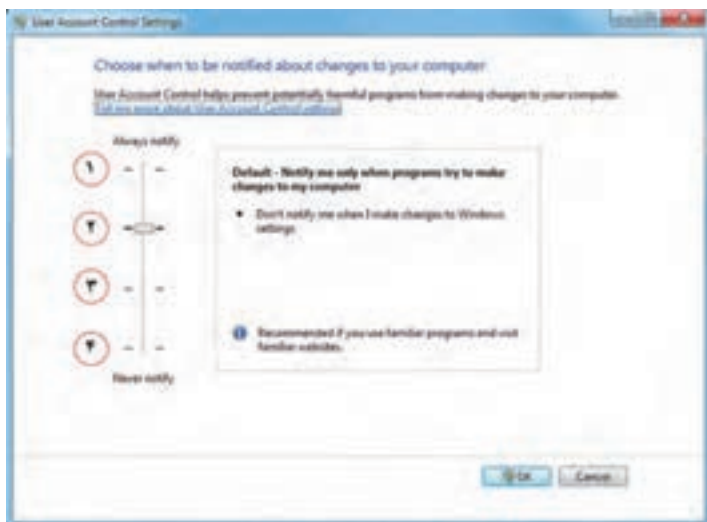 User Account Control Settings
Choose when to be notified about changes to your computer
User Account Control helps prevent potentially harmful programs from making changes to your computer.
Tell me more about User Account Control settings
Always notify
۱
۲
۳
۴
Never notify
Default - Notify me only when programs try to make
changes to my computer
• Don't notify me when I make changes to Windows
settings
Recommended if you use familiar programs and visit
familiar websites.
OK
Cancel